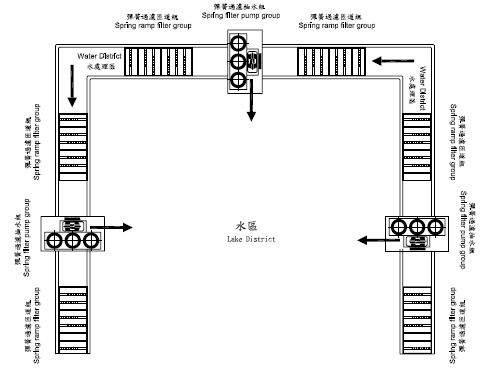 彈簧過濾抽水組
Spring filter pump group
彈簧過濾匝道組
Spring ramp filter group
彈簧過濾匝道組
Spring ramp filter group
Water District
水處理區
Water District
水處理區
彈簧過濾匝道組
Spring ramp filter group
彈簧過濾匝道組
Spring ramp filter group
彈簧過濾抽水組
Spring filter pump group
水區
Lake District
彈簧過濾抽水組
Spring filter pump group
彈簧過濾匝道組
Spring ramp filter group
彈簧過濾匝道組
Spring ramp filter group